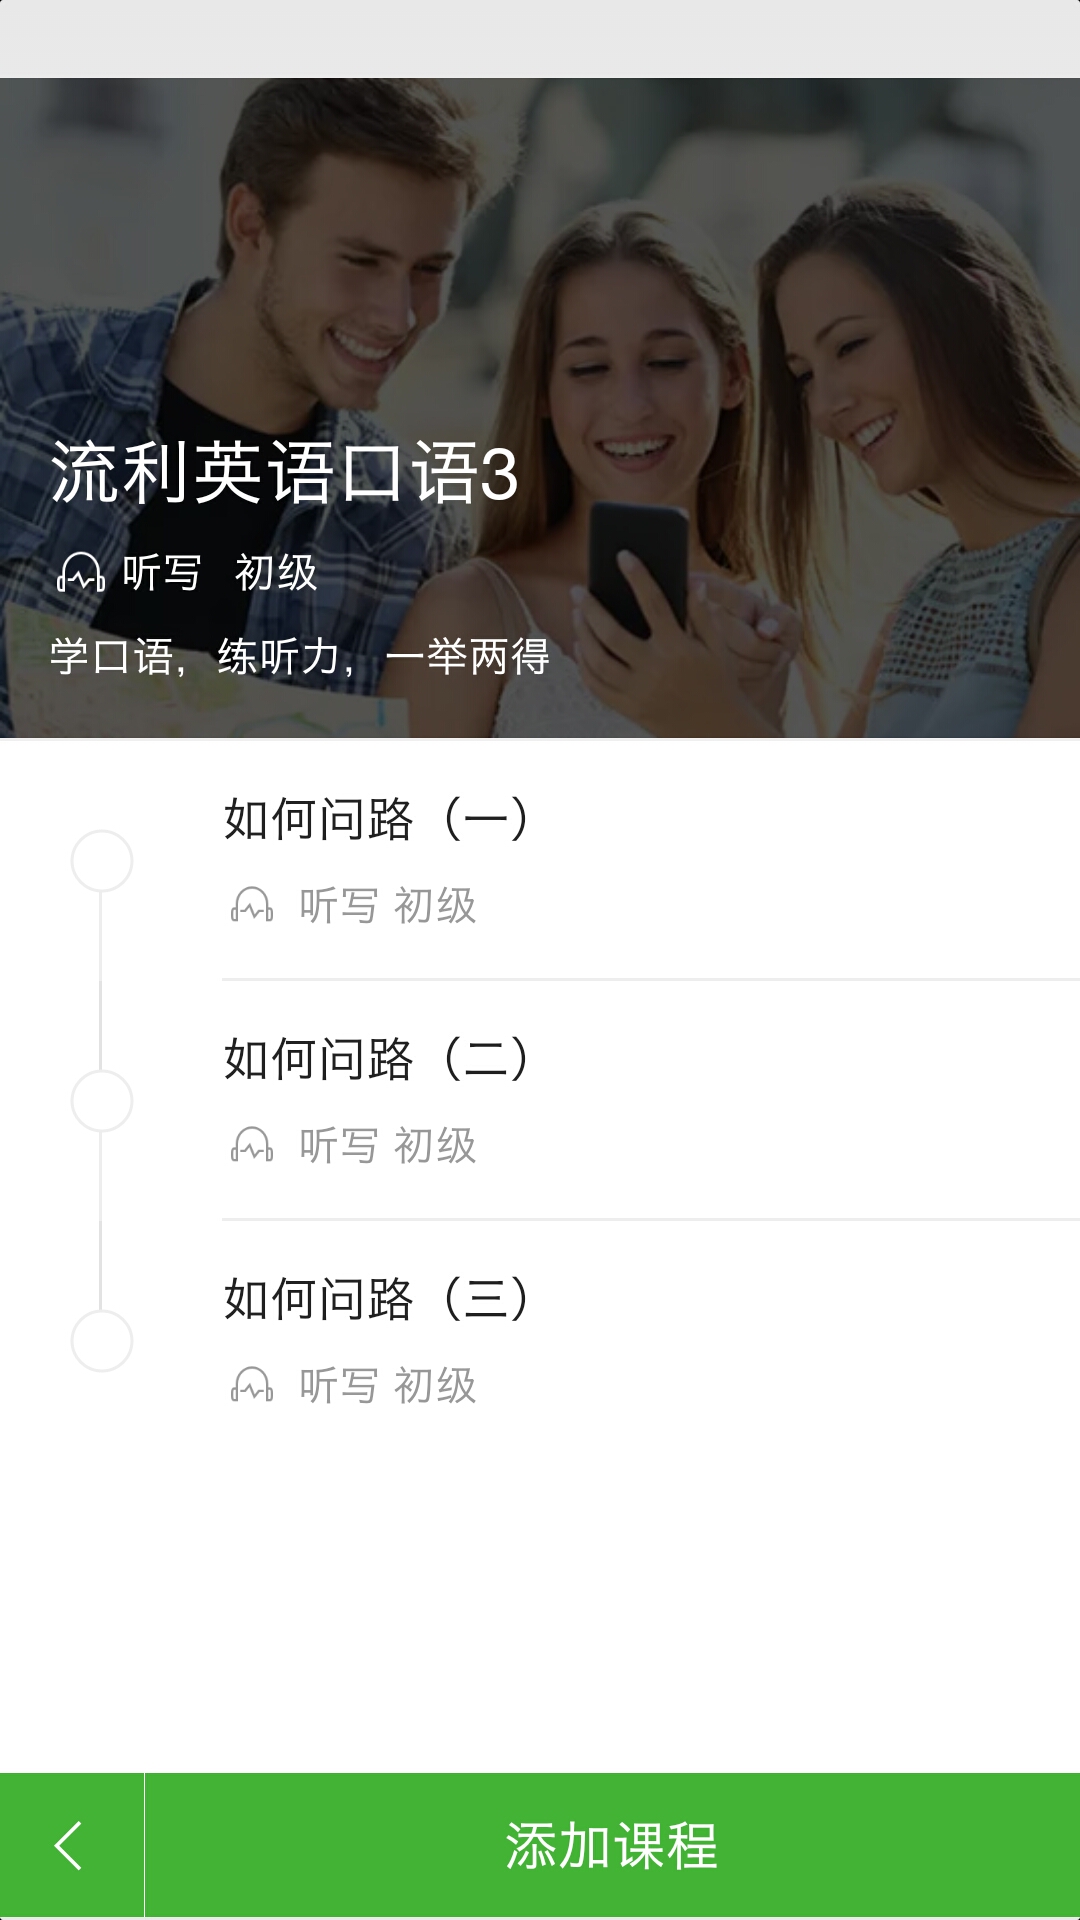 流利英语口语3
听写 初级
学口语，练听力，一举两得
如何问路（一）
听写 初级
如何问路（二）
听写 初级
如何问路（三）
听写 初级
添加课程